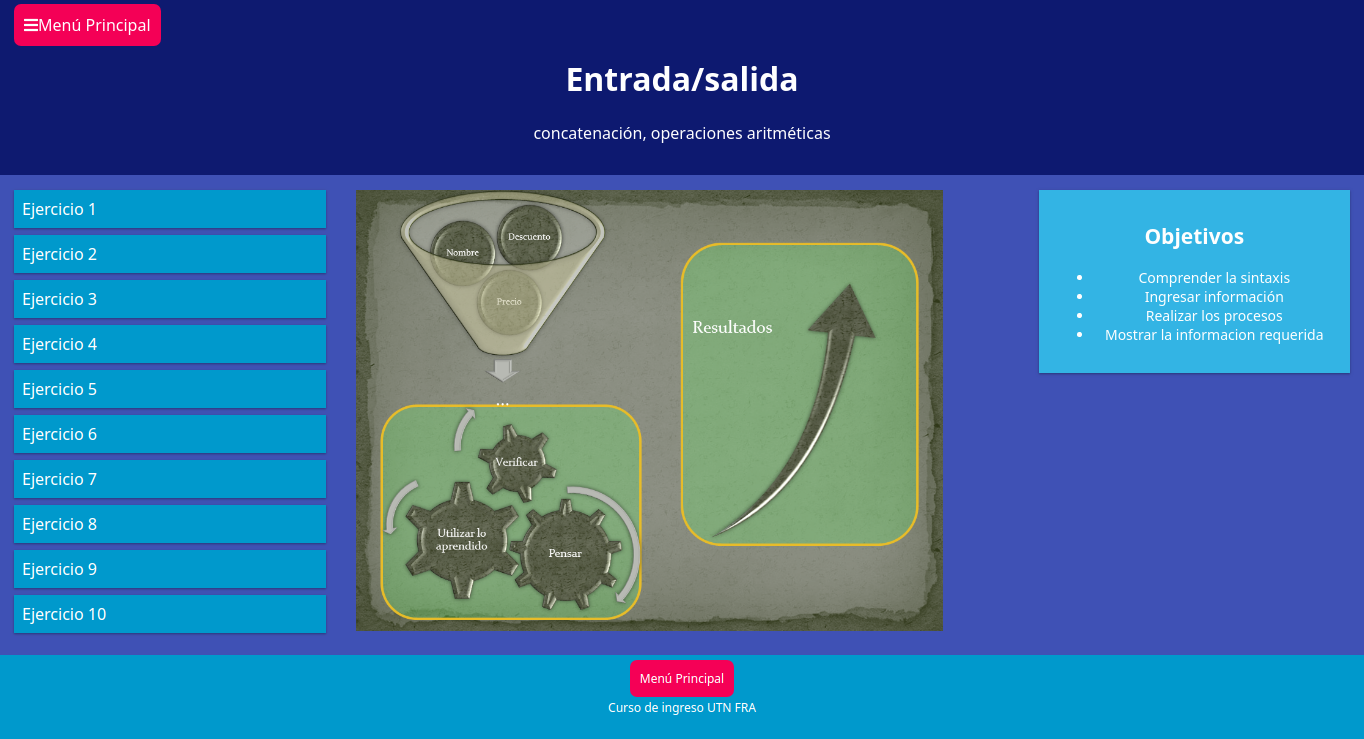 Menú Principal
Entrada/salida
concatenación, operaciones aritméticas
Ejercicio 1
Ejercicio 2
Ejercicio 3
Ejercicio 4
Ejercicio 5
Ejercicio 6
Ejercicio 7
Ejercicio 8
Ejercicio 9
Ejercicio 10
Nombre
Descuento
Precio
...
Verificar
Utilizar lo
aprendido
Pensar
Resultados
Objetivos
Comprender la sintaxis
Ingresar información
Realizar los procesos
Mostrar la informacion requerida
Menú Principal
Curso de ingreso UTN FRA